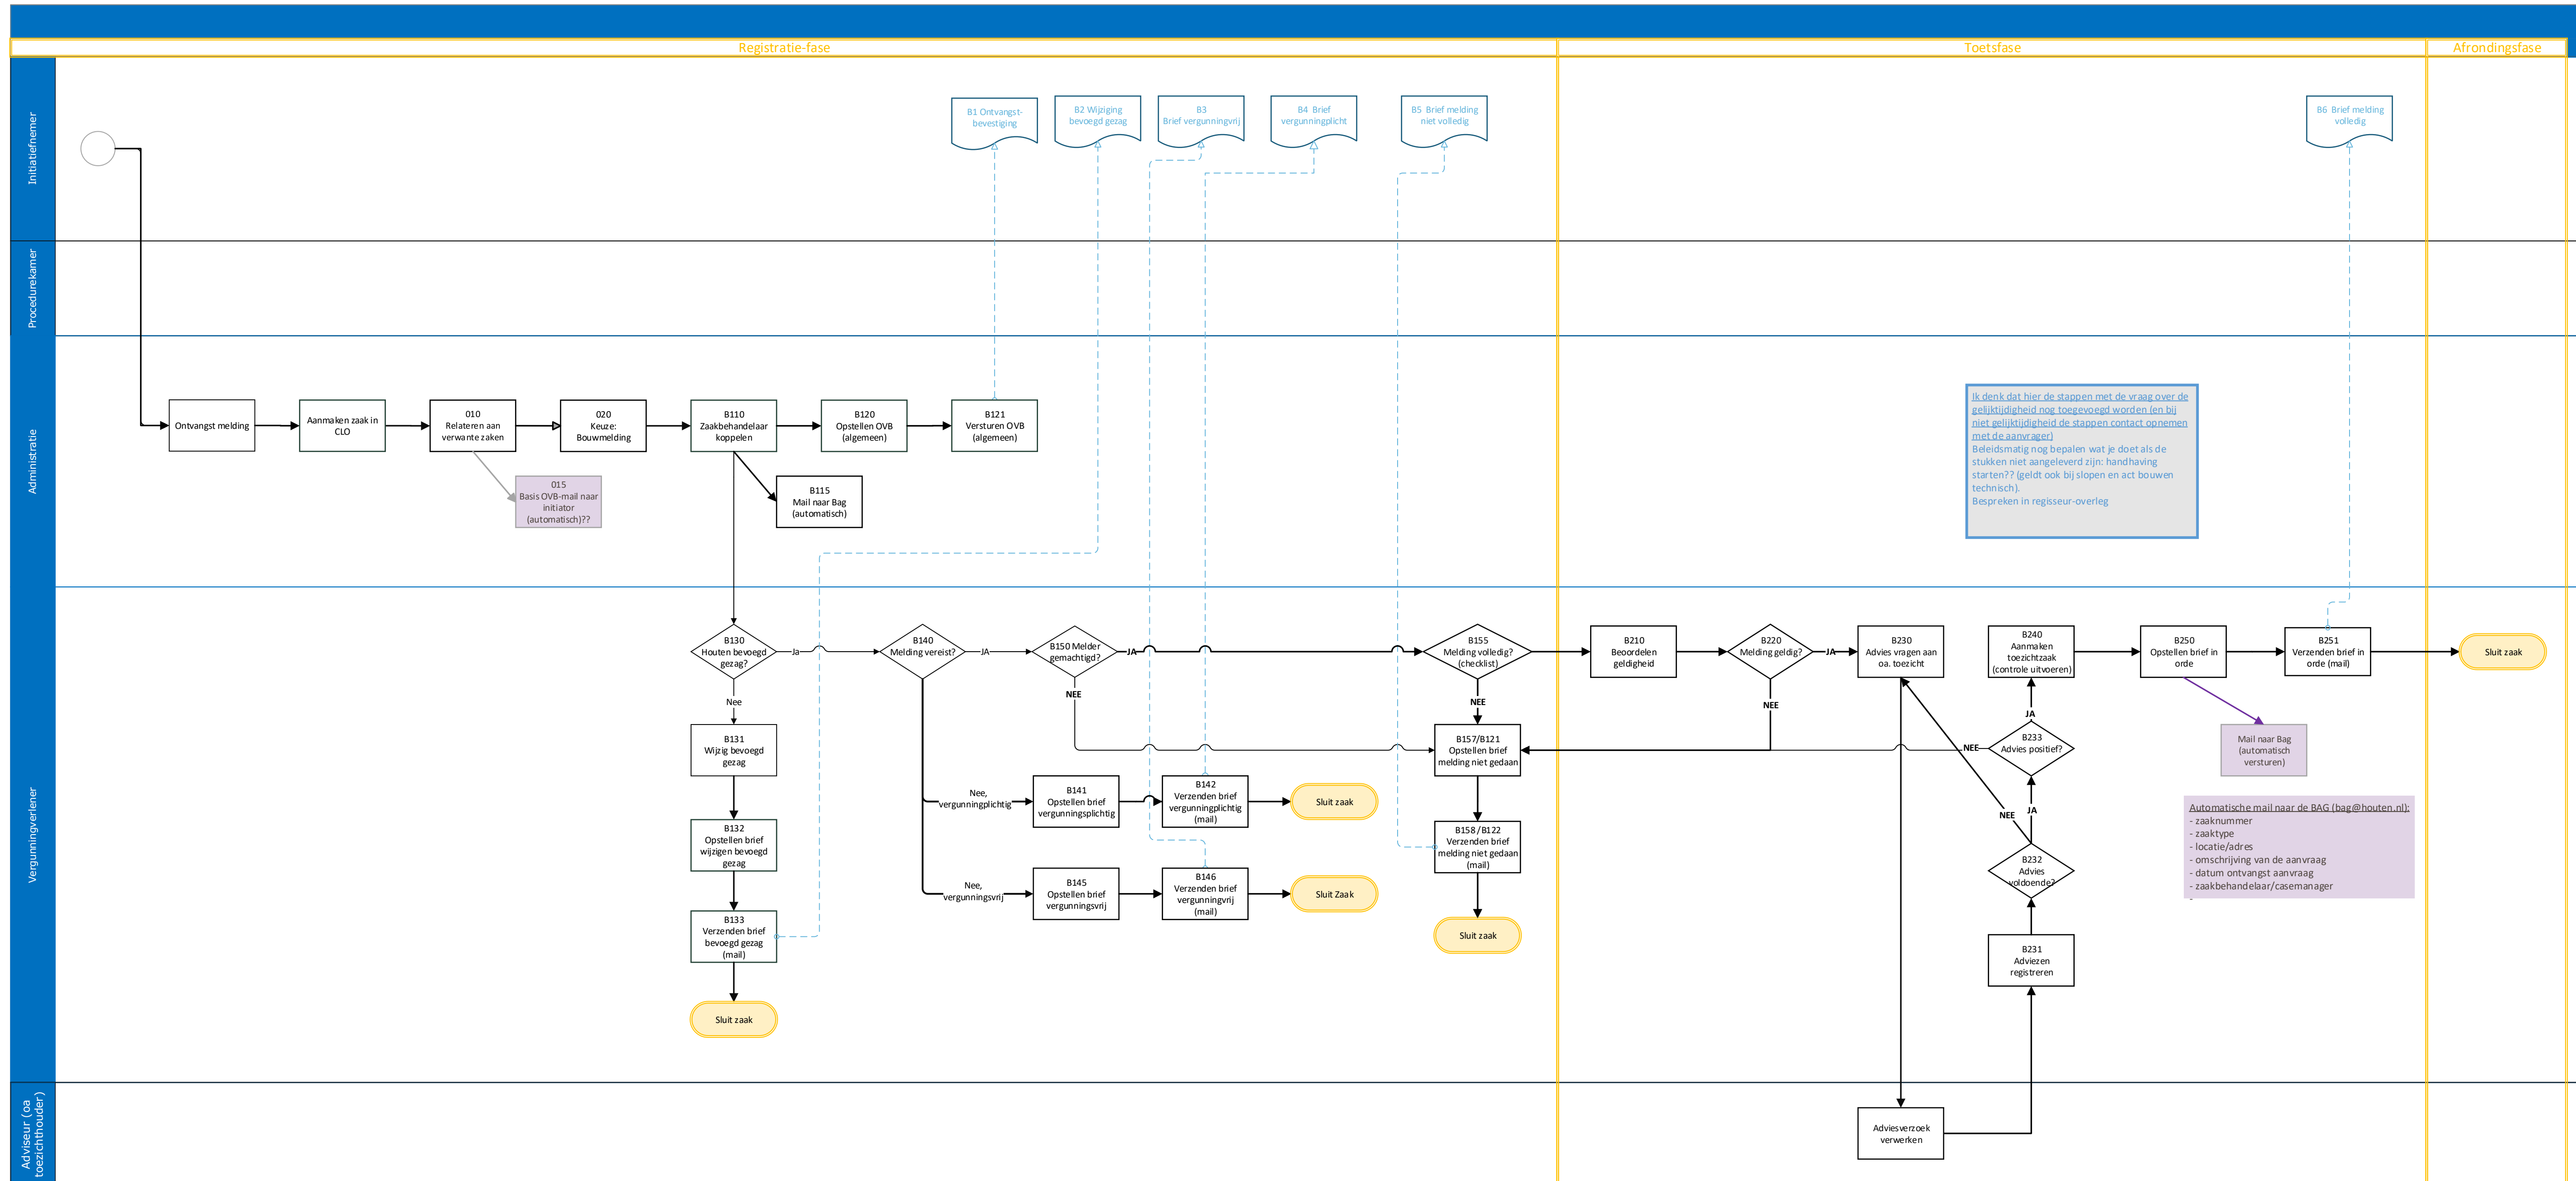 Registratie-fase
Toetsfase
Afrondingsfase
Initiatiefnemer
B1 Ontvangst-
bevestiging
B2 Wijziging
bevoegd gezag
B3
Brief vergunningvrij
B4  Brief
vergunningplicht
B5  Brief melding
niet volledig
B6  Brief melding
volledig
Procedurekamer
Administratie
Ontvangst melding
Aanmaken zaak in
CLO
010
Relateren aan
verwante zaken
020
Keuze:
Bouwmelding
B110
Zaakbehandelaar
koppelen
B120
Opstellen OVB
(algemeen)
B121
Versturen OVB
(algemeen)
015
Basis OVB-mail naar
initiator
(automatisch)??
B115
Mail naar Bag
(automatisch)
Ik denk dat hier de stappen met de vraag over de
gelijktijdigheid nog toegevoegd worden (en bij
niet gelijktijdigheid de stappen contact opnemen
met de aanvrager)
Beleidsmatig nog bepalen wat je doet als de
stukken niet aangeleverd zijn: handhaving
starten?? (geldt ook bij slopen en act bouwen
technisch).
Bespreken in regisseur-overleg
Vergunningverlener
B130
Houten bevoegd
gezag?
Ja
B140
Melding vereist?
JA
B150 Melder
gemachtigd?
JA
B155
Melding volledig?
(checklist)
B210
Beoordelen
geldigheid
B220
Melding geldig?
JA
B230
Advies vragen aan
oa. toezicht
B240
Aanmaken
toezichtzaak
(controle uitvoeren)
B250
Opstellen brief in
orde
B251
Verzenden brief in
orde (mail)
Sluit zaak
Nee
NEE
NEE
NEE
JA
B131
Wijzig bevoegd
gezag
B157/B121
Opstellen brief
melding niet gedaan
NEE
B233
Advies positief?
Mail naar Bag
(automatisch
versturen)
Nee,
vergunningplichtig
B141
Opstellen brief
vergunningsplichtig
B142
Verzenden brief
vergunningplichtig
(mail)
Sluit zaak
NEE
JA
B132
Opstellen brief
wijzigen bevoegd
gezag
B158/B122
Verzenden brief
melding niet gedaan
(mail)
B232
Advies
voldoende?
Automatische mail naar de BAG (bag@houten.nl):
- zaaknummer
- zaaktype
- locatie/adres
- omschrijving van de aanvraag
- datum ontvangst aanvraag
- zaakbehandelaar/casemanager
-
Nee,
vergunningsvrij
B145
Opstellen brief
vergunningsvrij
B146
Verzenden brief
vergunningvrij
(mail)
Sluit Zaak
B133
Verzenden brief
bevoegd gezag
(mail)
Sluit zaak
B231
Adviezen
registreren
Sluit zaak
Adviseur (oa
toezichthouder)
Adviesverzoek
verwerken